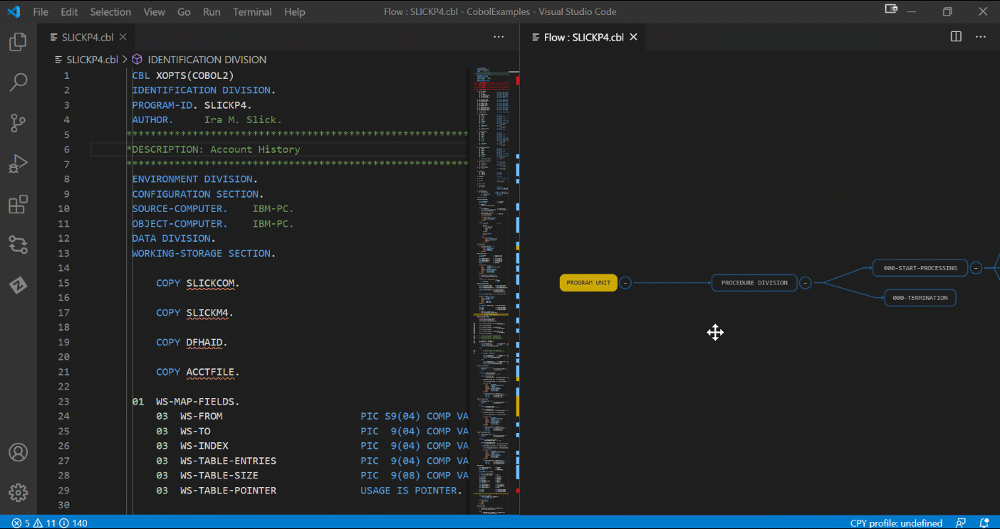 File Edit Selection View Go Run Terminal Help Flow : SLICKP4.cbl - CobolExamples - Visual Studio Code
SLICKP4.cbl
SLICKP4.cbl > IDENTIFICATION DIVISION
1 CBL XOPTS(COBOL2)
2 IDENTIFICATION DIVISION.
3 PROGRAM-ID. SLICKP4.
4 AUTHOR. Ira M. Slick.
5 *********************************************************
6 *DESCRIPTION: Account History
7 *********************************************************
8 ENVIRONMENT DIVISION.
9 CONFIGURATION SECTION.
10 SOURCE-COMPUTER. IBM-PC.
11 OBJECT-COMPUTER. IBM-PC.
12 DATA DIVISION.
13 WORKING-STORAGE SECTION.
14
15 COPY SLICKCOM.
16
17 COPY SLICKM4.
18
19 COPY DFHAID.
20
21 COPY ACCTFILE.
22
23 01 WS-MAP-FIELDS.
24 03 WS-FROM PIC S9(04) COMP VA
25 03 WS-TO PIC 9(04) COMP VA
26 03 WS-INDEX PIC 9(04) COMP VA
27 03 WS-TABLE-ENTRIES PIC 9(04) COMP VA
28 03 WS-TABLE-SIZE PIC 9(08) COMP VA
29 03 WS-TABLE-POINTER USAGE IS POINTER.
30
Flow : SLICKP4.cbl
PROGRAM UNIT
PROCEDURE DIVISION
000-START-PROCESSING
000-TERMINATION
5 11 140
CPY profile: undefined